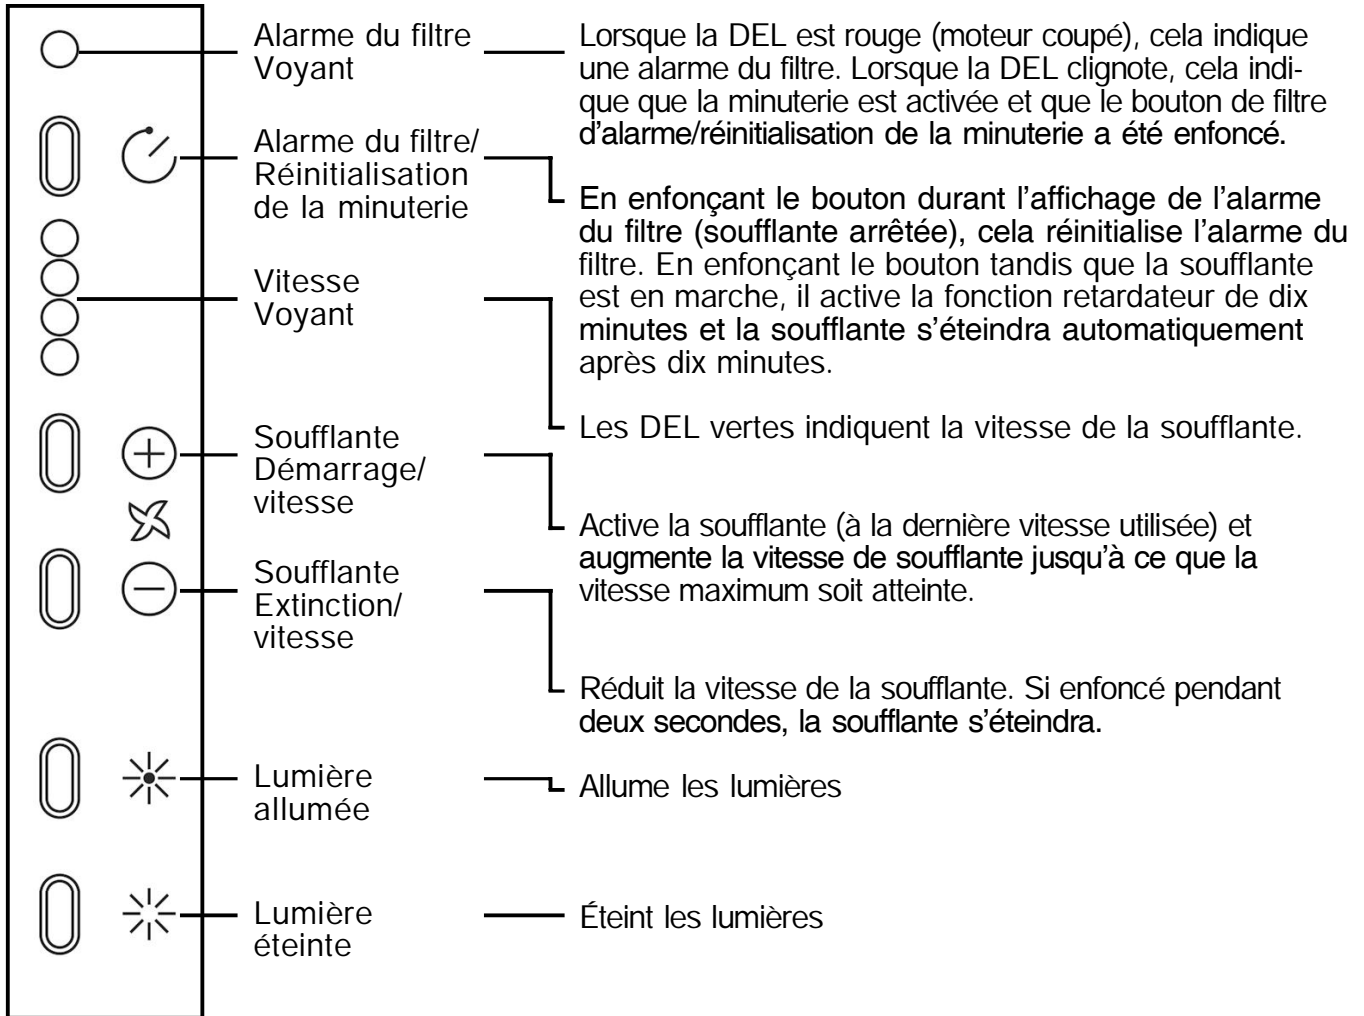 Alarme du filtre
Voyant
Lorsque la DEL est rouge (moteur coupé), cela indique
une alarme du filtre. Lorsque la DEL clignote, cela indi-
que que la minuterie est activée et que le bouton de filtre
d’alarme/réinitialisation de la minuterie a été enfoncé.
Alarme du filtre/
Réinitialisation
de la minuterie
En enfonçant le bouton durant l’affichage de l’alarme
du filtre (soufflante arrêtée), cela réinitialise l’alarme du
filtre. En enfonçant le bouton tandis que la soufflante
est en marche, il active la fonction retardateur de dix
minutes et la soufflante s’éteindra automatiquement
après dix minutes.
Vitesse
Voyant
Les DEL vertes indiquent la vitesse de la soufflante.
Soufflante
Démarrage/
vitesse
Active la soufflante (à la dernière vitesse utilisée) et
augmente la vitesse de soufflante jusqu’à ce que la
vitesse maximum soit atteinte.
Soufflante
Extinction/
vitesse
Réduit la vitesse de la soufflante. Si enfoncé pendant
deux secondes, la soufflante s’éteindra.
Lumière
allumée
Allume les lumières
Lumière
éteinte
Éteint les lumières